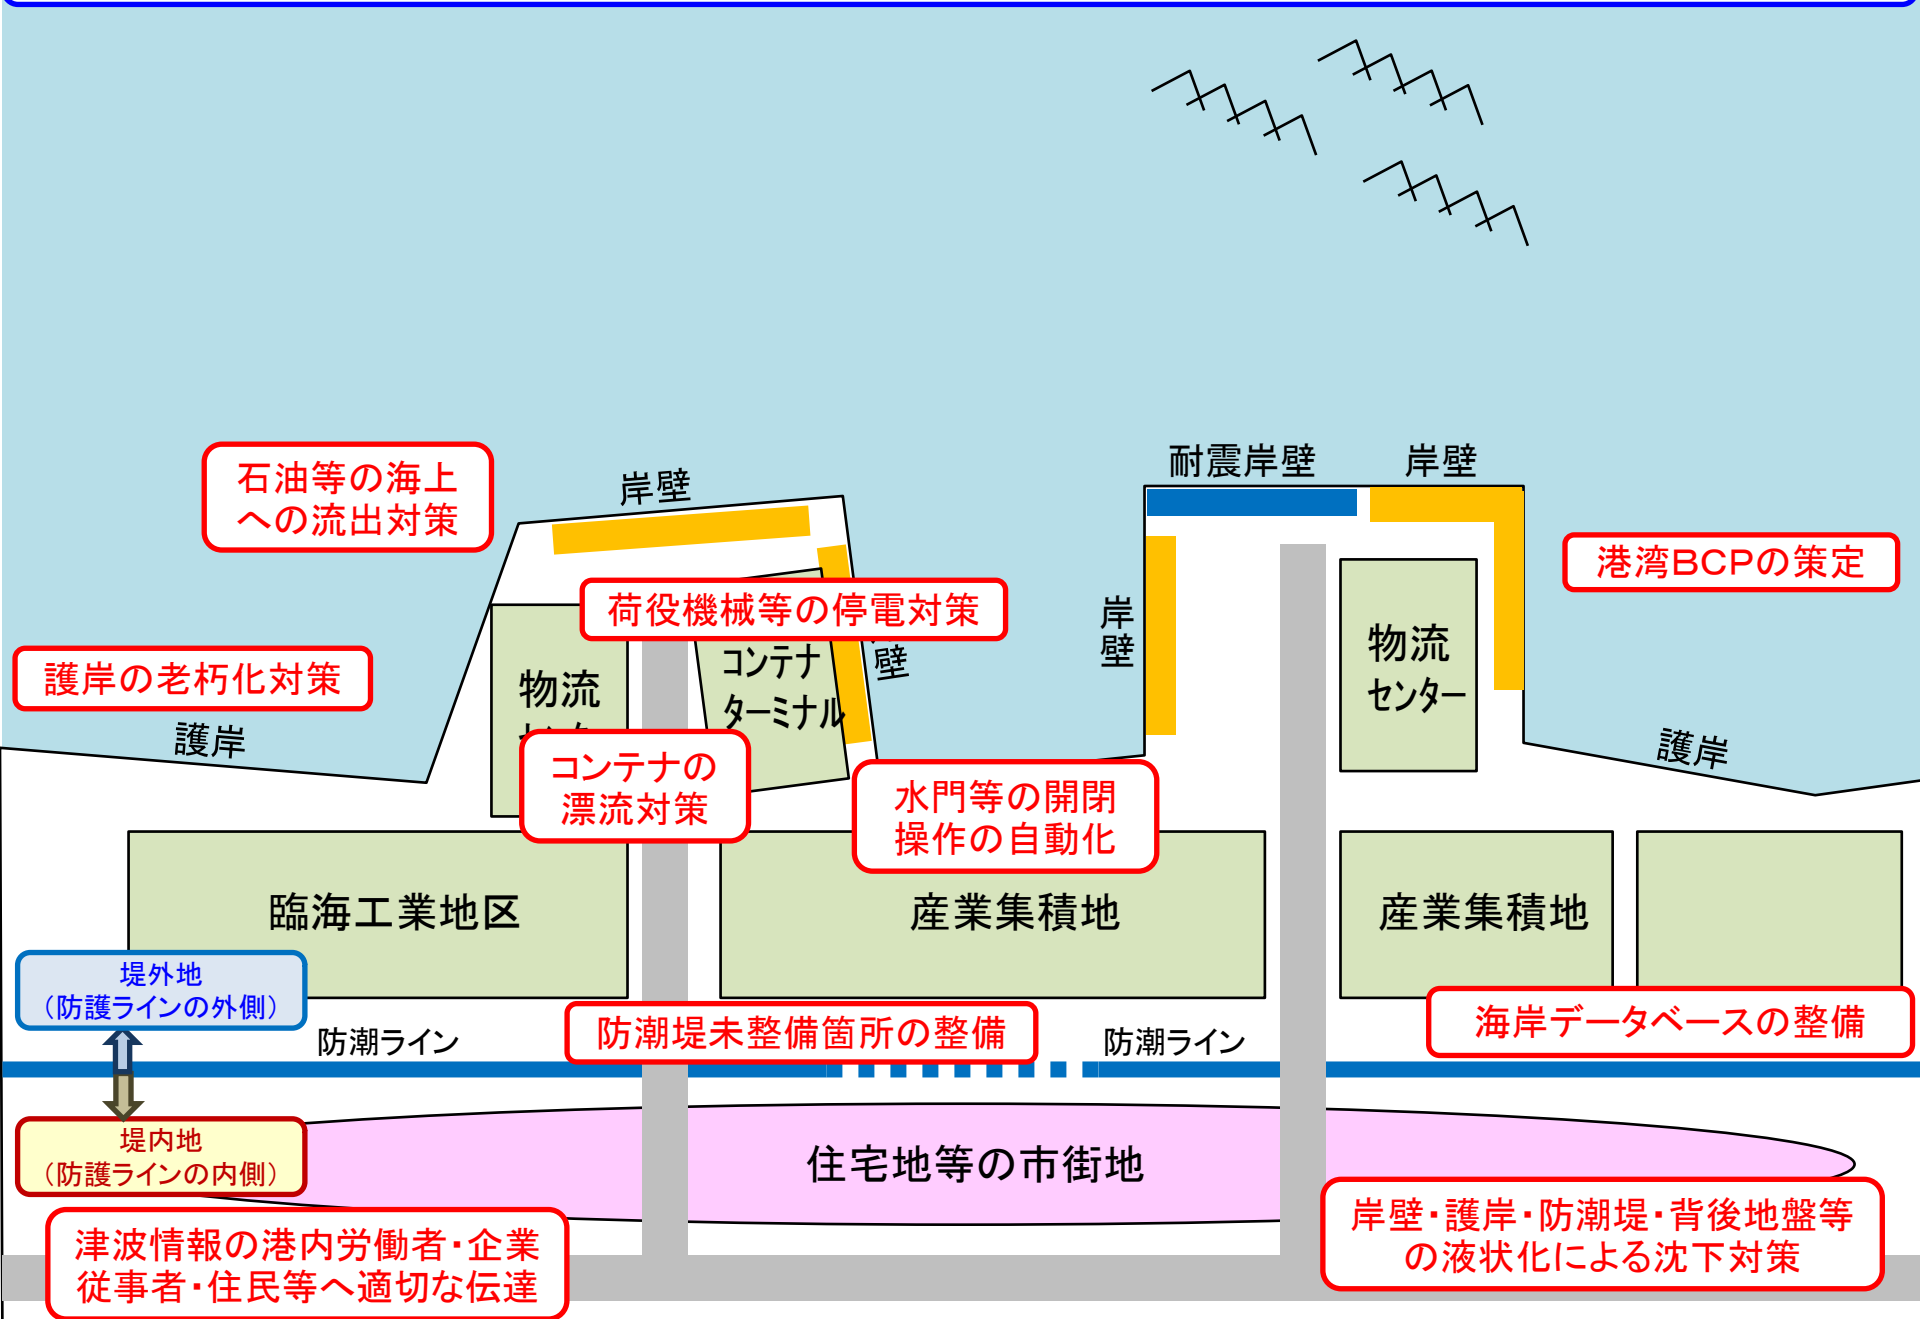 耐震岸壁
岸壁
石油等の海上
への流出対策
岸壁
港湾BCPの策定
荷役機械等の停電対策
岸
壁
物流
センター
壁
コンテナ
ターミナル
物流
護岸の老朽化対策
護岸
護岸
コンテナの
漂流対策
水門等の開閉
操作の自動化
臨海工業地区
産業集積地
産業集積地
堤外地
（防護ラインの外側）
防潮堤未整備箇所の整備
海岸データベースの整備
防潮ライン
防潮ライン
堤内地
（防護ラインの内側）
住宅地等の市街地
津波情報の港内労働者・企業
従事者・住民等へ適切な伝達
岸壁・護岸・防潮堤・背後地盤等
の液状化による沈下対策